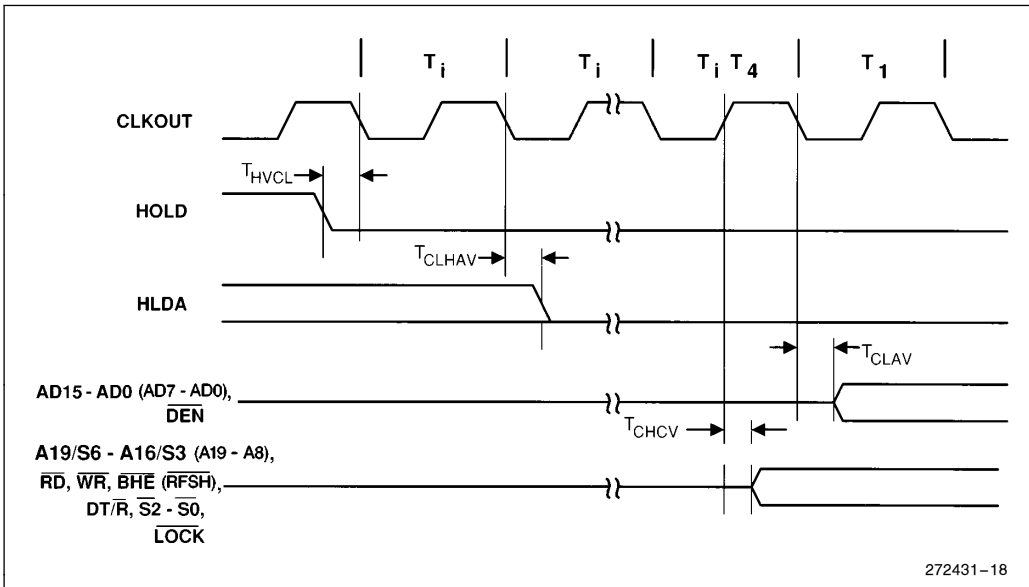 T i T i T i T 4 T 1
CLKOUT
T HVCL
HOLD
T CLHAV
HLDA
T CLAV
AD15 - AD0 (AD7 - AD0),
DEN
T CHCV
A19/S6 - A16/S3 (A19 - A8),
RD, WR, BHE (RFSH),
DT/R, S2 - S0,
LOCK
272431-18